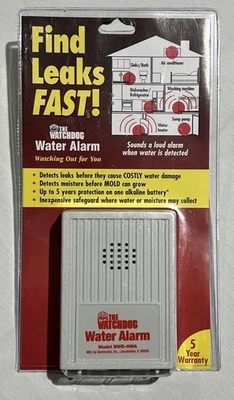 Find
Leaks
FAST!
THE
WATCHDOG
Water Alarm
Watching Out for You
Sinks/Bath
Air conditioner
Dishwasher /
Refrigerator
Washing machine
Water
heater
Sump pump
Sounds a loud alarm
when water is detected
• Detects leaks before they cause COSTLY water damage
• Detects moisture before MOLD can grow
• Up to 5 years protection on one alkaline battery*
• Inexpensive safeguard where water or moisture may collect
THE
WATCHDOG
Water Alarm
Model BWD-HWA
5
Year
Warranty